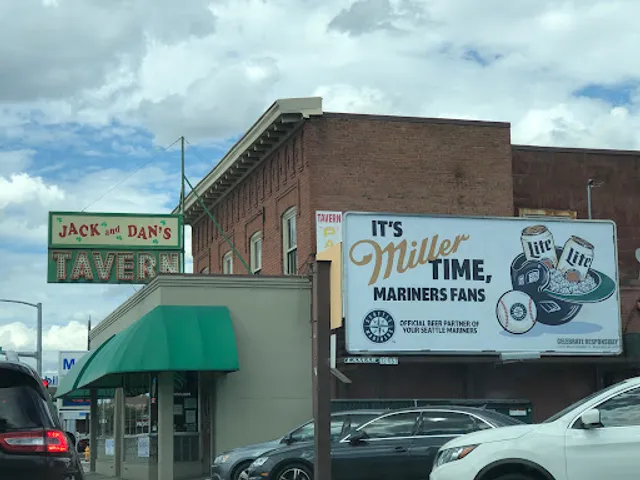 JACK and DAN'S
TAVERN
TAVERN
IT'S
Miller
TIME,
MARINERS FANS
OFFICIAL BEER PARTNER OF
YOUR SEATTLE MARINERS
Lite
Lite
CELEBRATE RESPONSIBLY
M